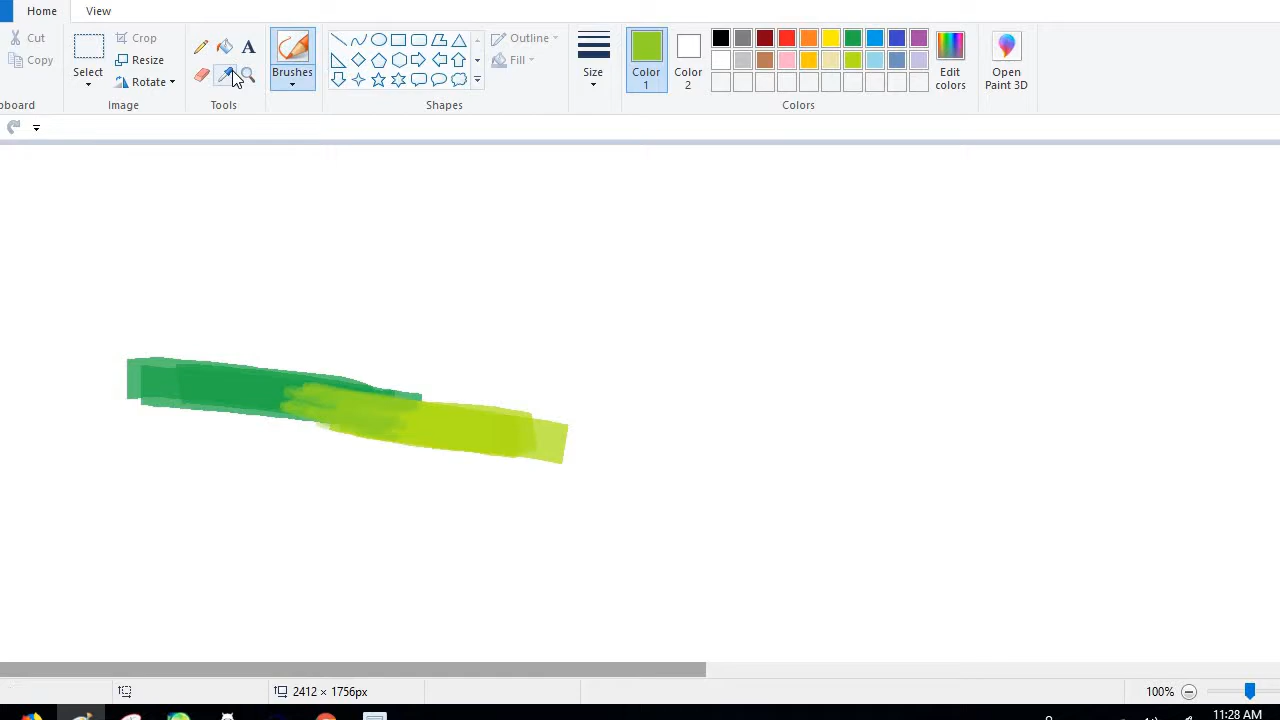 Home View
Cut Crop Outline
Copy Resize Fill
Select Rotate Brushes Size Color 1 Color 2 Edit colors Open Paint 3D
board Image Tools Shapes Colors
2412 × 1756px 100%
11:28 AM